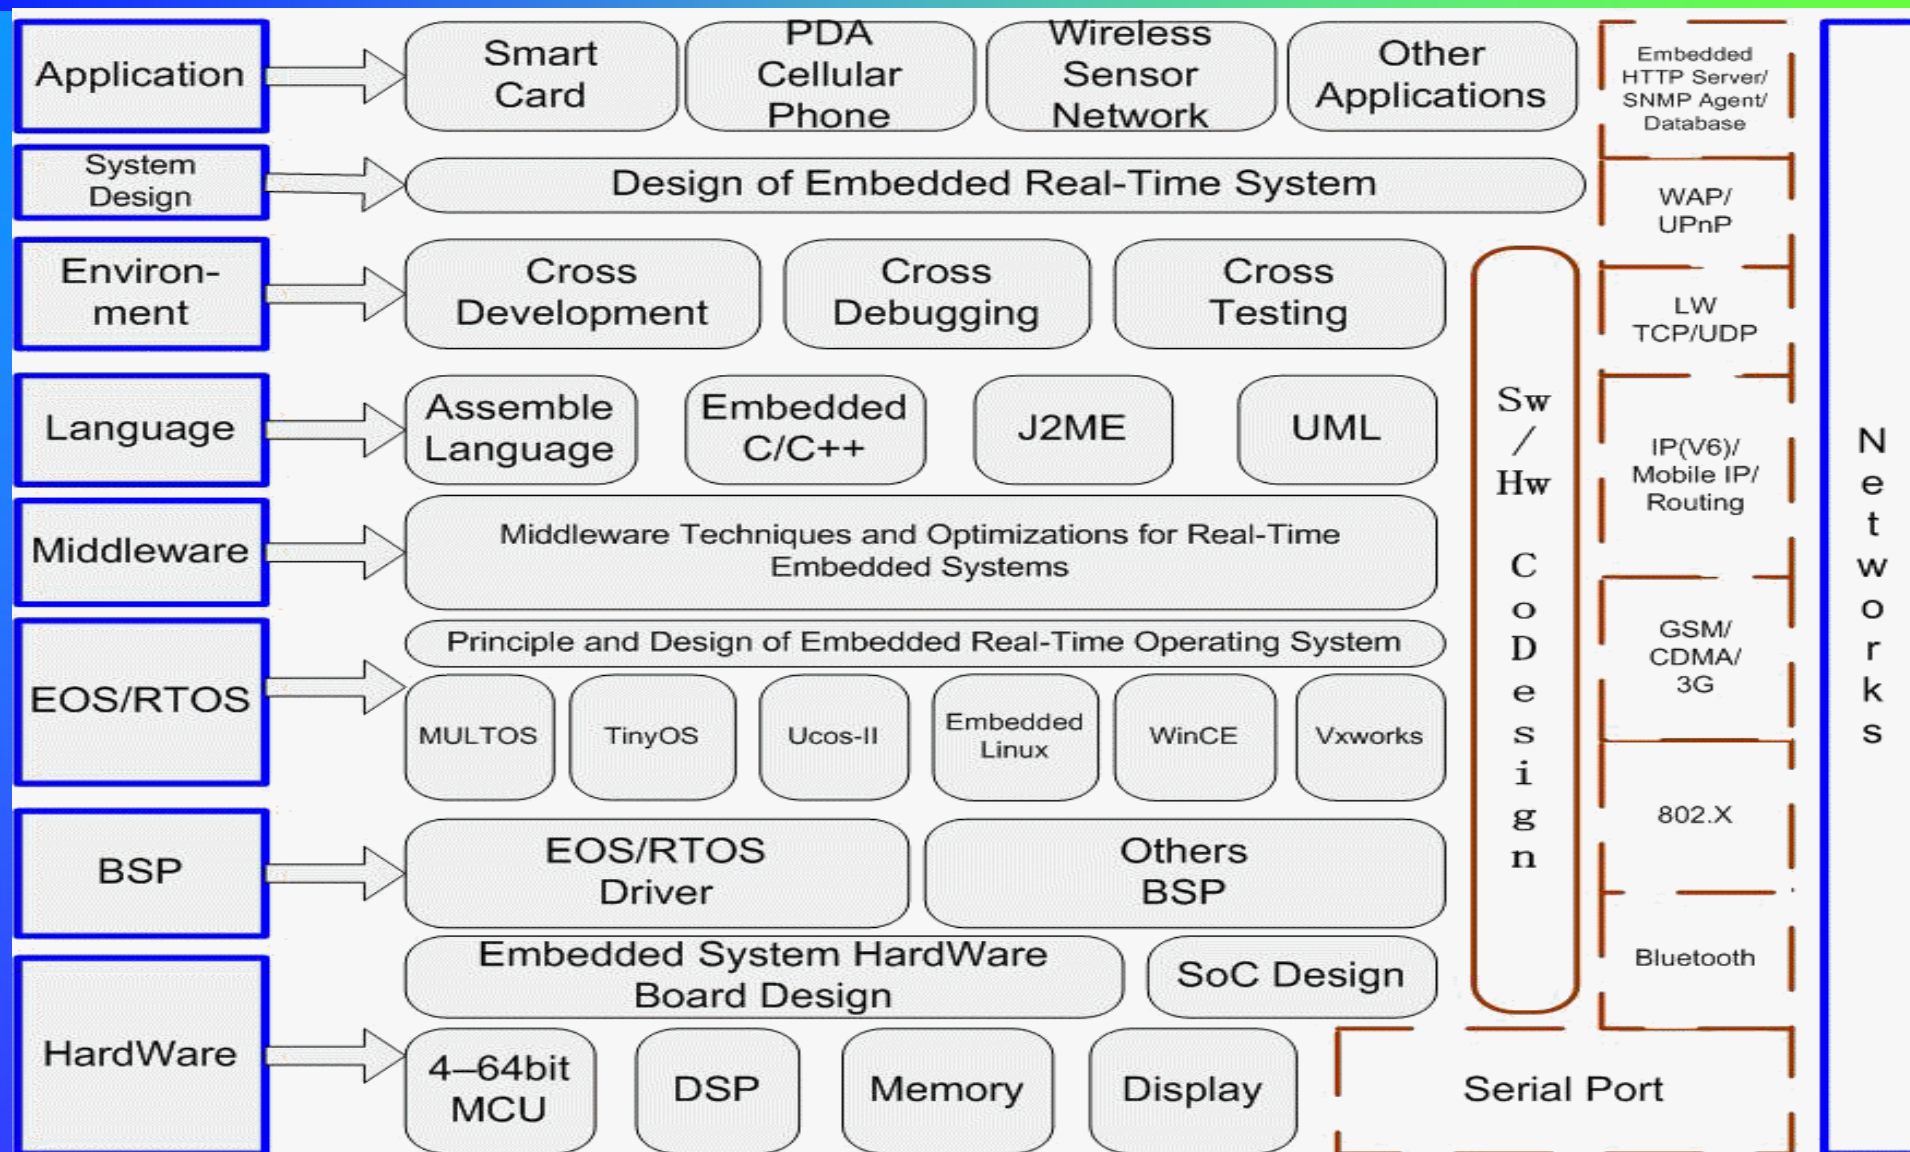 Application
Smart
Card
PDA
Cellular
Phone
Wireless
Sensor
Network
Other
Applications
Embedded
HTTP Server/
SNMP Agent/
Database
System
Design
Design of Embedded Real-Time System
WAP/
UPnP
Environ-
ment
Cross
Development
Cross
Debugging
Cross
Testing
LW
TCP/UDP
Language
Assemble
Language
Embedded
C/C++
J2ME
UML
Sw
/
Hw
C
o
D
e
s
i
g
n
IP(V6)/
Mobile IP/
Routing
N
e
t
w
o
r
k
s
Middleware
Middleware Techniques and Optimizations for Real-Time
Embedded Systems
EOS/RTOS
Principle and Design of Embedded Real-Time Operating System
MULTOS
TinyOS
Ucos-II
Embedded
Linux
WinCE
Vxworks
GSM/
CDMA/
3G
BSP
EOS/RTOS
Driver
Others
BSP
802.X
HardWare
Embedded System HardWare
Board Design
SoC Design
Bluetooth
4–64bit
MCU
DSP
Memory
Display
Serial Port